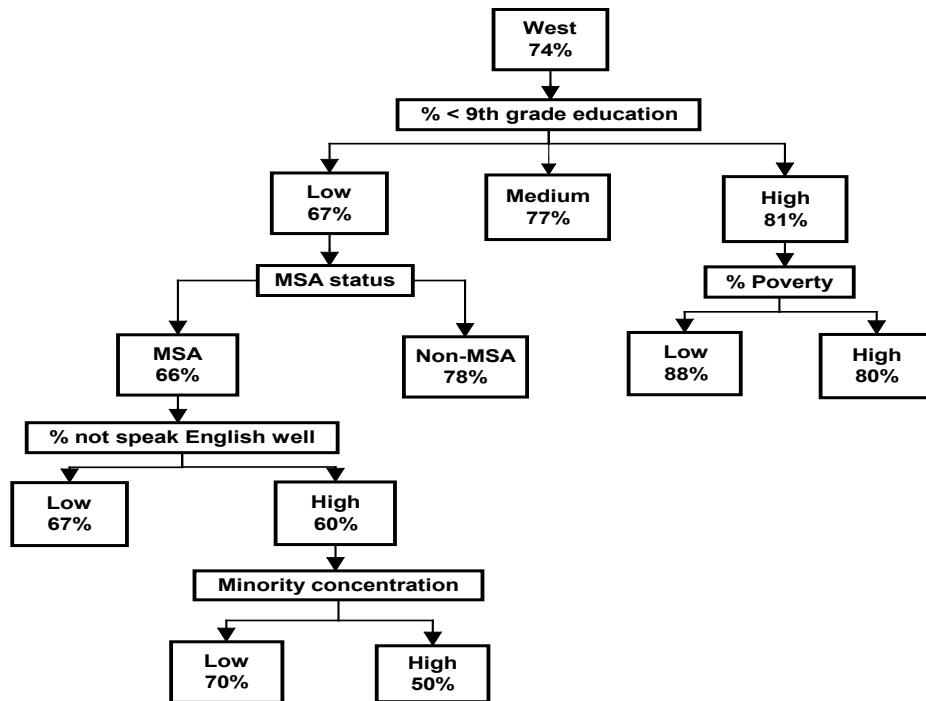 West
74%
% < 9th grade education
Low
67%
Medium
77%
High
81%
MSA status
% Poverty
MSA
66%
Non-MSA
78%
Low
88%
High
80%
% not speak English well
Low
67%
High
60%
Minority concentration
Low
70%
High
50%